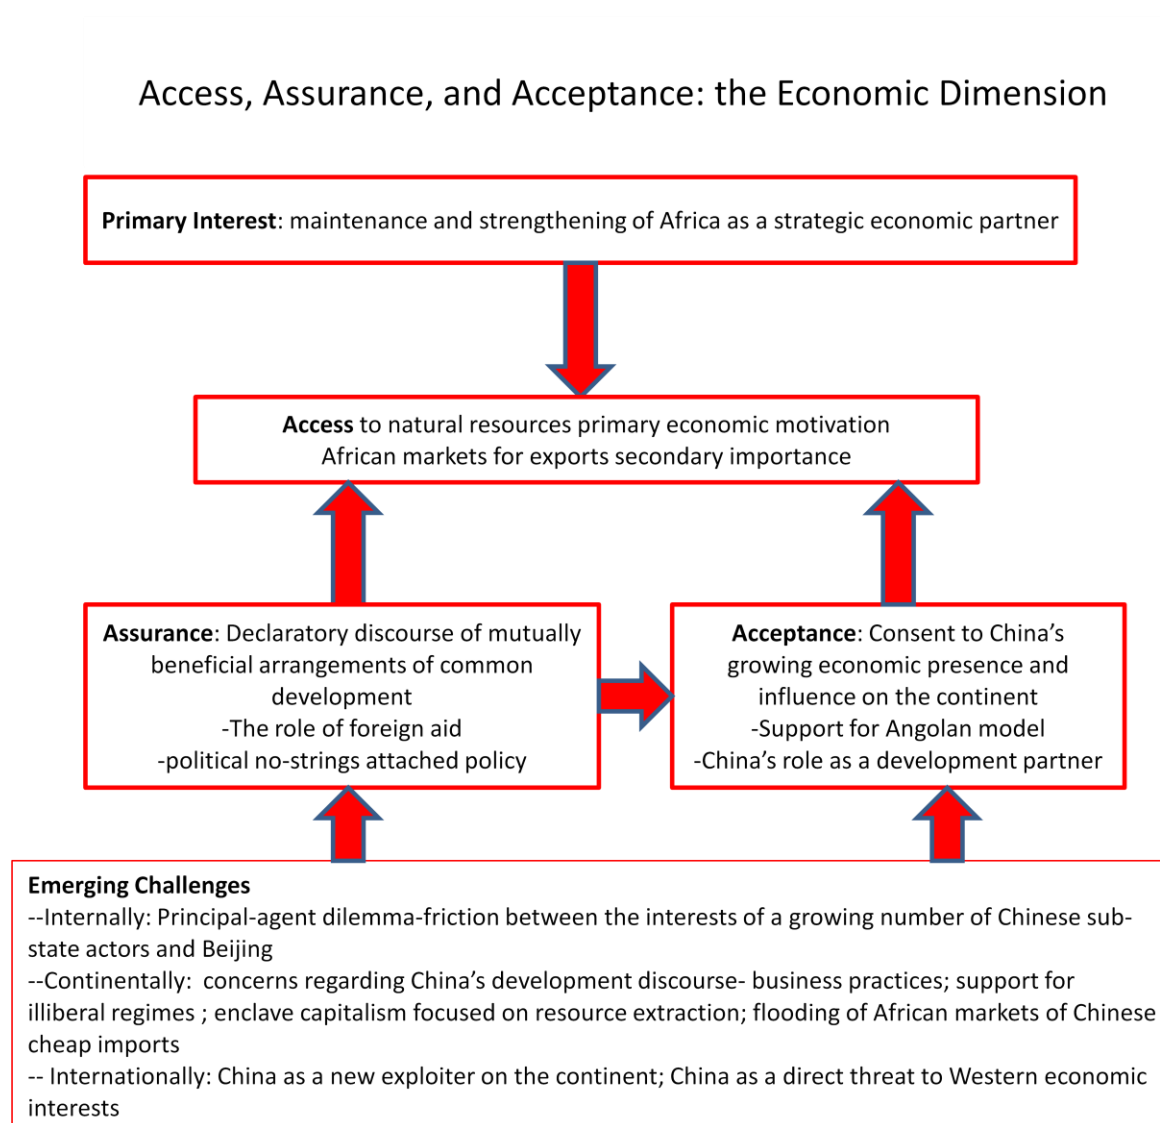 Access, Assurance, and Acceptance: the Economic Dimension
Primary Interest: maintenance and strengthening of Africa as a strategic economic partner
Access to natural resources primary economic motivation
African markets for exports secondary importance
Assurance: Declaratory discourse of mutually
beneficial arrangements of common
development
-The role of foreign aid
-political no-strings attached policy
Acceptance: Consent to China’s
growing economic presence and
influence on the continent
-Support for Angolan model
-China’s role as a development partner
Emerging Challenges
--Internally: Principal-agent dilemma-friction between the interests of a growing number of Chinese sub-
state actors and Beijing
--Continentally:  concerns regarding China’s development discourse- business practices; support for
illiberal regimes ; enclave capitalism focused on resource extraction; flooding of African markets of Chinese
cheap imports
-- Internationally: China as a new exploiter on the continent; China as a direct threat to Western economic
interests